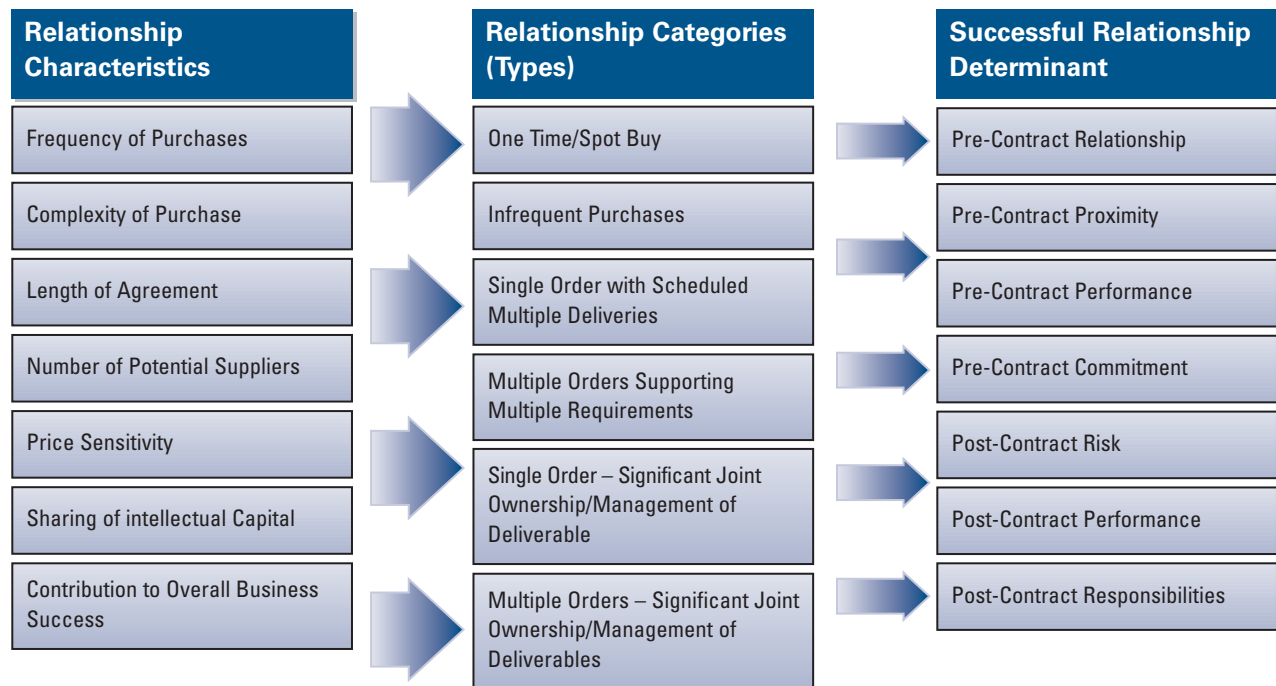 Relationship
Characteristics
Frequency of Purchases
Complexity of Purchase
Length of Agreement
Number of Potential Suppliers
Price Sensitivity
Sharing of intellectual Capital
Contribution to Overall Business
Success
Relationship Categories
(Types)
One Time/Spot Buy
Infrequent Purchases
Single Order with Scheduled
Multiple Deliveries
Multiple Orders Supporting
Multiple Requirements
Single Order – Significant Joint
Ownership/Management of
Deliverable
Multiple Orders – Significant Joint
Ownership/Management of
Deliverables
Successful Relationship
Determinant
Pre-Contract Relationship
Pre-Contract Proximity
Pre-Contract Performance
Pre-Contract Commitment
Post-Contract Risk
Post-Contract Performance
Post-Contract Responsibilities